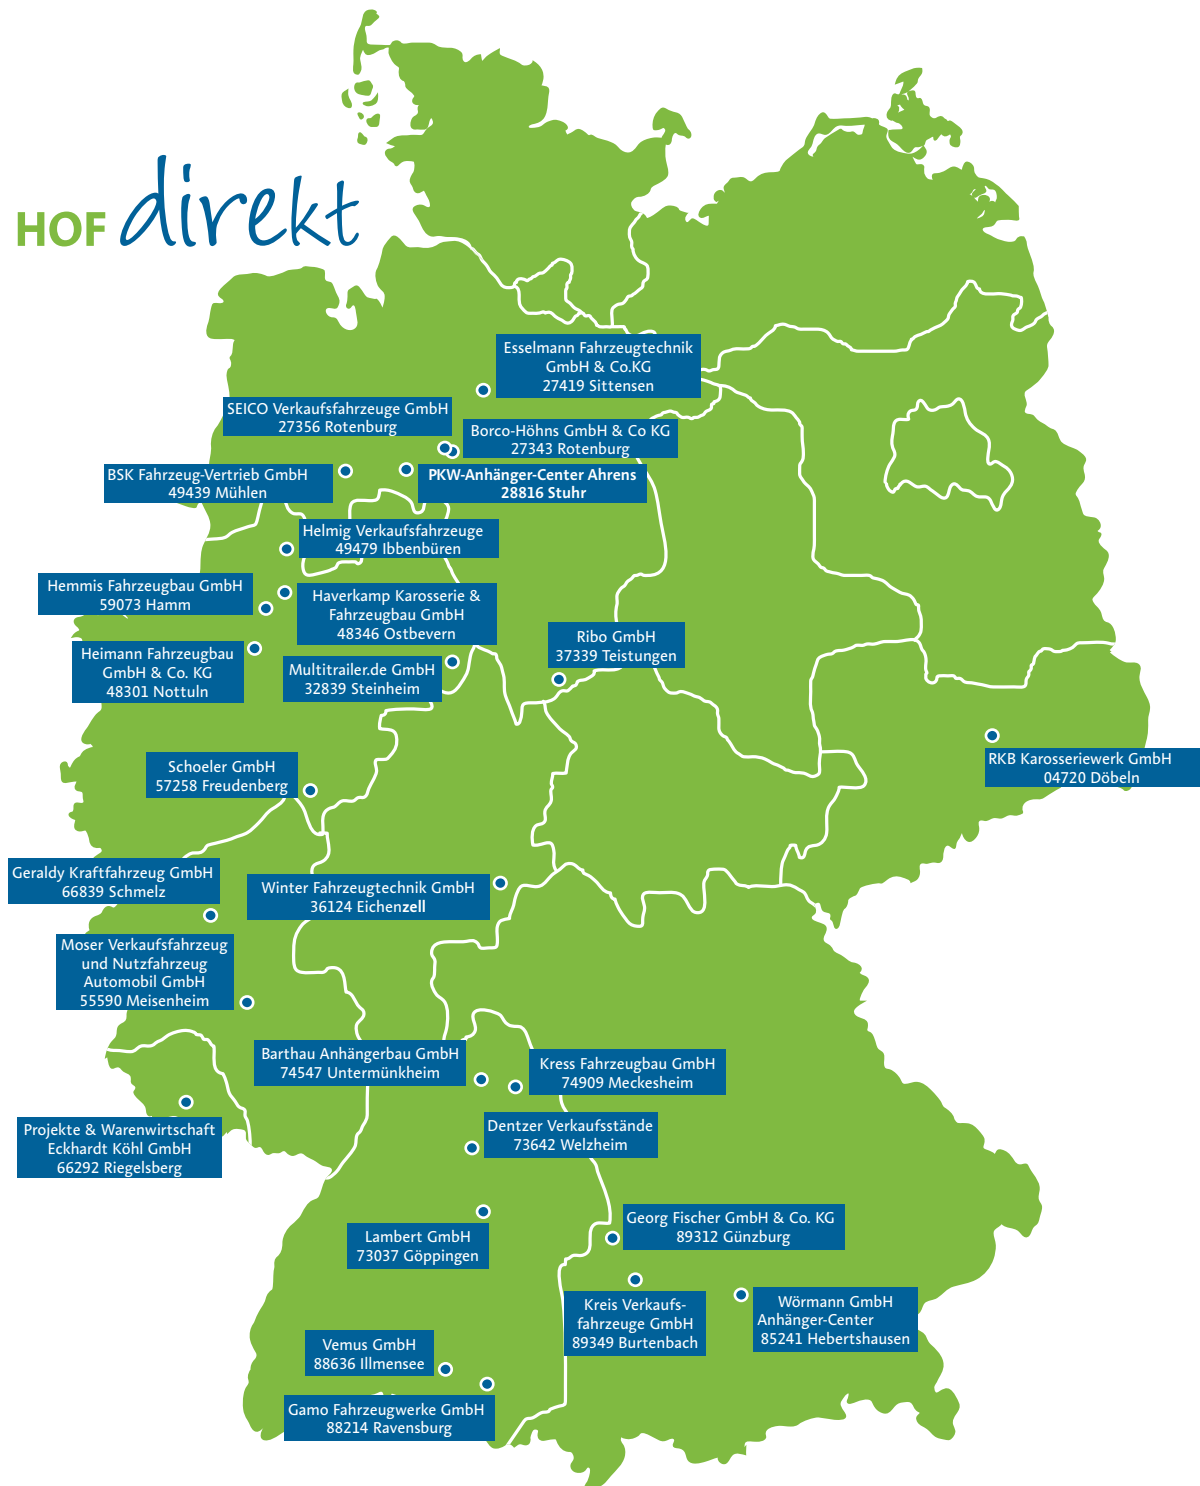 HOF direkt
Esselmann Fahrzeugtechnik
GmbH & Co.KG
27419 Sittensen
SEICO Verkaufsfahrzeuge GmbH
27356 Rotenburg
Borco-Höhns GmbH & Co KG
27343 Rotenburg
BSK Fahrzeug-Vertrieb GmbH
49439 Mühlen
PKW-Anhänger-Center Ahrens
28816 Stuhr
Helmig Verkaufsfahrzeuge
49479 Ibbenbüren
Hemmis Fahrzeugbau GmbH
59073 Hamm
Haverkamp Karosserie &
Fahrzeugbau GmbH
48346 Ostbevern
Ribo GmbH
37339 Teistungen
Heimann Fahrzeugbau
GmbH & Co. KG
48301 Nottuln
Multitrailer.de GmbH
32839 Steinheim
RKB Karosseriewerk GmbH
04720 Döbeln
Schoeler GmbH
57258 Freudenberg
Geraldy Kraftfahrzeug GmbH
66839 Schmelz
Winter Fahrzeugtechnik GmbH
36124 Eichenzell
Moser Verkaufsfahrzeug
und Nutzfahrzeug
Automobil GmbH
55590 Meisenheim
Barthau Anhängerbau GmbH
74547 Untermünkheim
Kress Fahrzeugbau GmbH
74909 Meckesheim
Projekte & Warenwirtschaft
Eckhardt Köhl GmbH
66292 Riegelsberg
Dentzer Verkaufsstände
73642 Welzheim
Georg Fischer GmbH & Co. KG
89312 Günzburg
Lambert GmbH
73037 Göppingen
Kreis Verkaufs-
fahrzeuge GmbH
89349 Burtenbach
Wörmann GmbH
Anhänger-Center
85241 Hebertshausen
Vemus GmbH
88636 Illmensee
Gamo Fahrzeugwerke GmbH
88214 Ravensburg